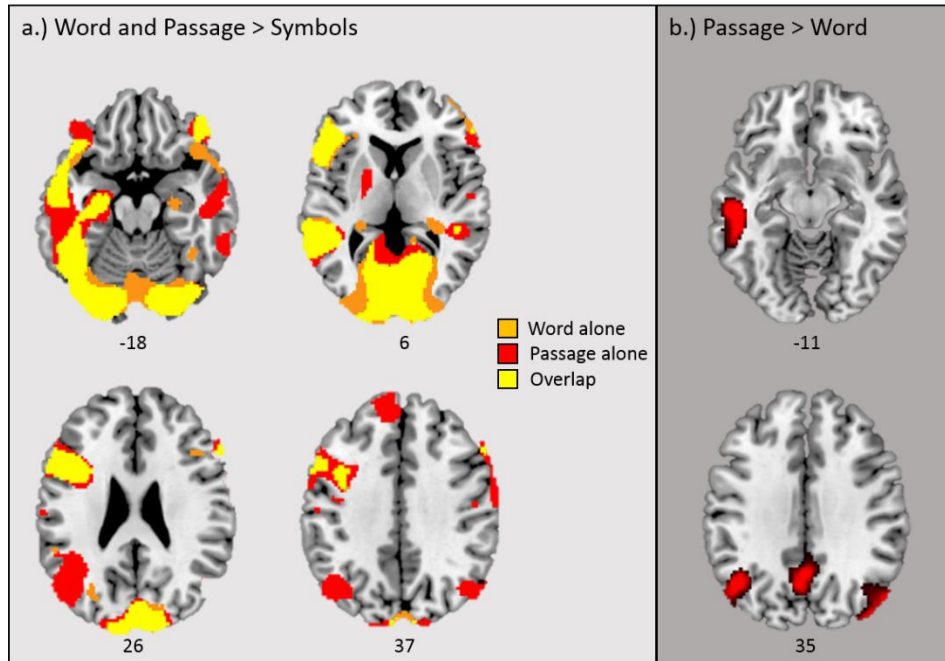 a.) Word and Passage > Symbols
b.) Passage > Word
-18
6
-11
Word alone
Passage alone
Overlap
26
37
35